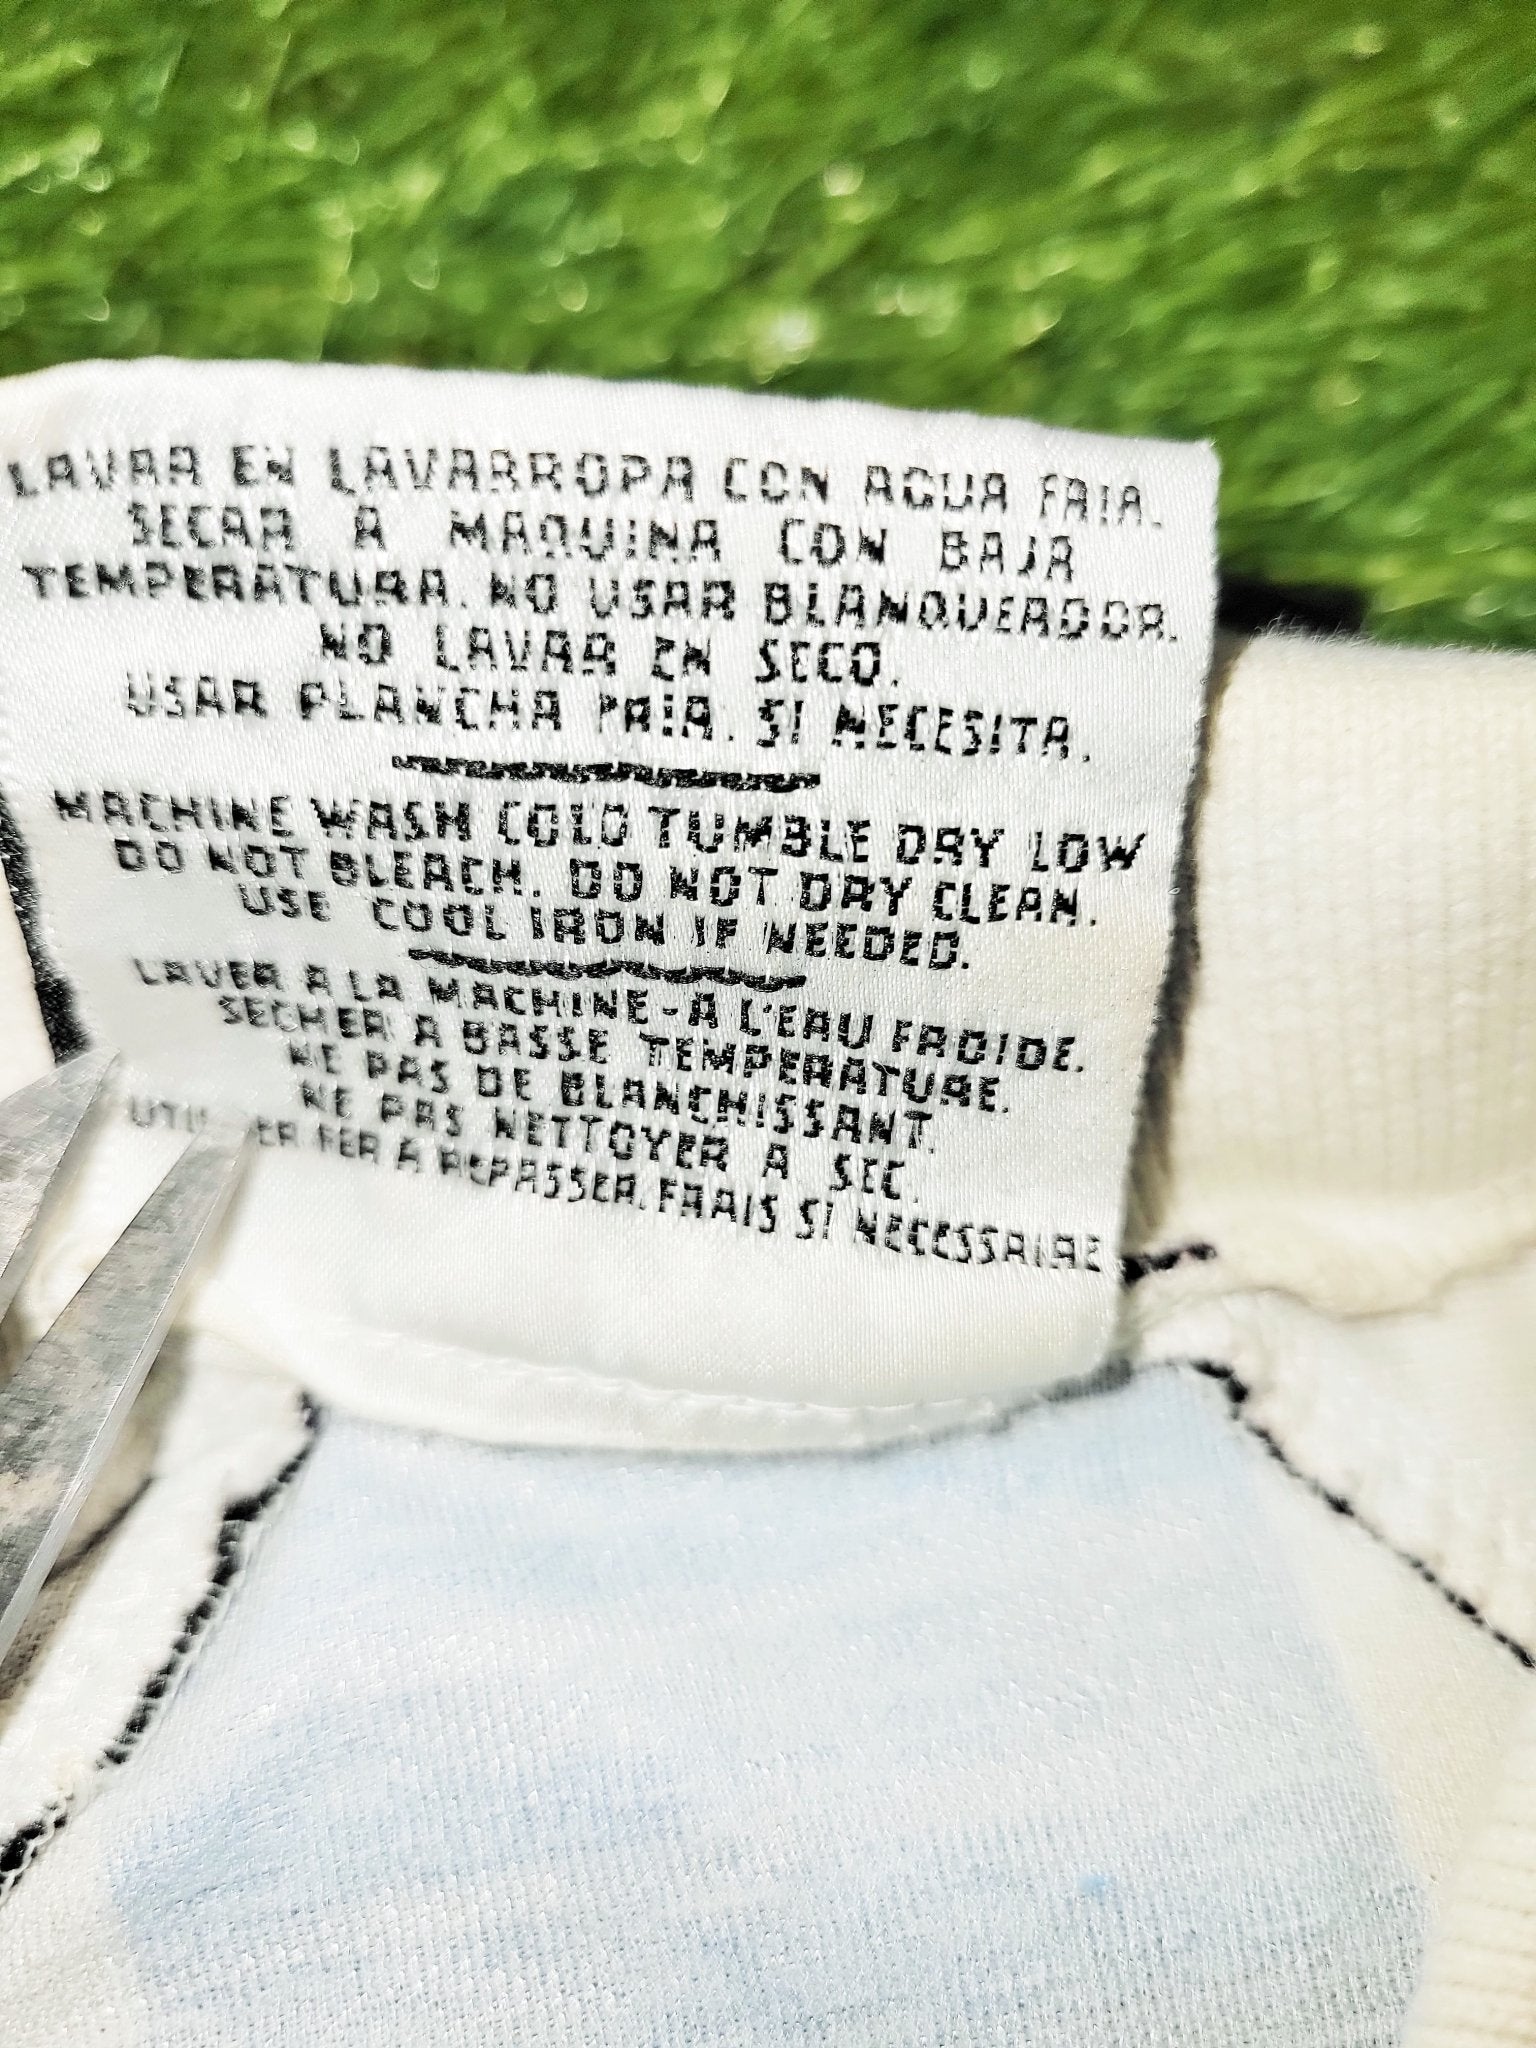 LAVAR EN LAVARROPA CON AGUA FRIA.
SECAR A MAQUINA CON BAJA
TEMPERATURA. NO USAR BLANQUEADOR.
NO LAVAR EN SECO.
USAR PLANCHA FRIA. SI NECESITA.
MACHINE WASH COLD TUMBLE DRY LOW
DO NOT BLEACH. DO NOT DRY CLEAN.
USE COOL IRON IF NEEDED.
LAVER A LA MACHINE-A L'EAU FROIDE.
SECHER A BASSE TEMPERATURE.
NE PAS DE BLANCHISSANT.
NE PAS NETTOYER A SEC.
FER A REPASSER. FRAIS SI NECESSAIRE